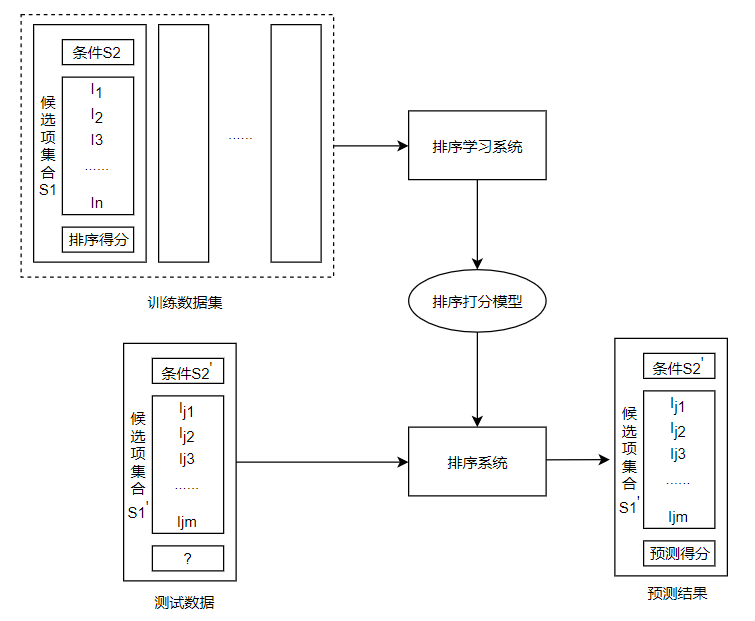 条件S2
候选项集合S1
I1
I2
I3
......
In
排序得分
......
训练数据集
排序学习系统
排序打分模型
条件S2'
候选项集合S1'
Ij1
Ij2
Ij3
......
Ijm
?
测试数据
排序系统
条件S2'
候选项集合S1'
Ij1
Ij2
Ij3
......
Ijm
预测得分
预测结果